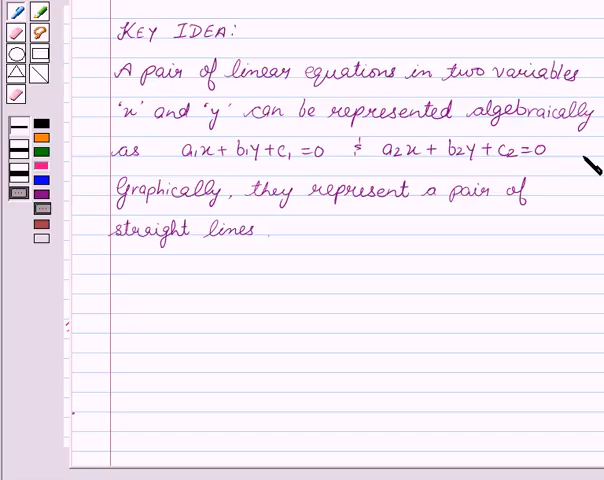 KEY IDEA:
A pair of linear equations in two variables
'x' and 'y' can be represented algebraically
as a₁x + b₁y + c₁ = 0 & a₂x + b₂y + c₂ = 0
Graphically, they represent a pair of
straight lines.